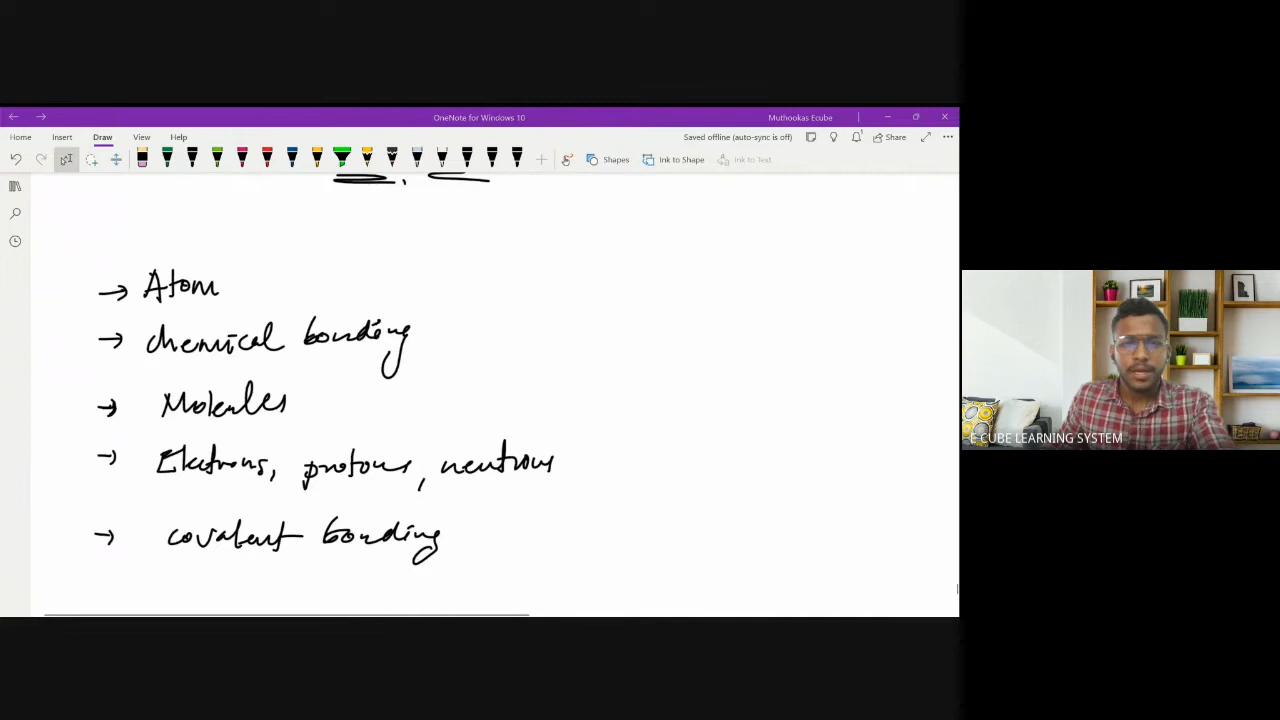 OneNote for Windows 10
Muthookas Ecube
Home Insert Draw View Help
Saved offline (auto-sync is off)
Share
Shapes
Ink to Shape
Ink to Text
→ Atom
→ chemical bonding
→ Molecules
→ Electrons, protons, neutrons
→ covalent bonding
E CUBE LEARNING SYSTEM